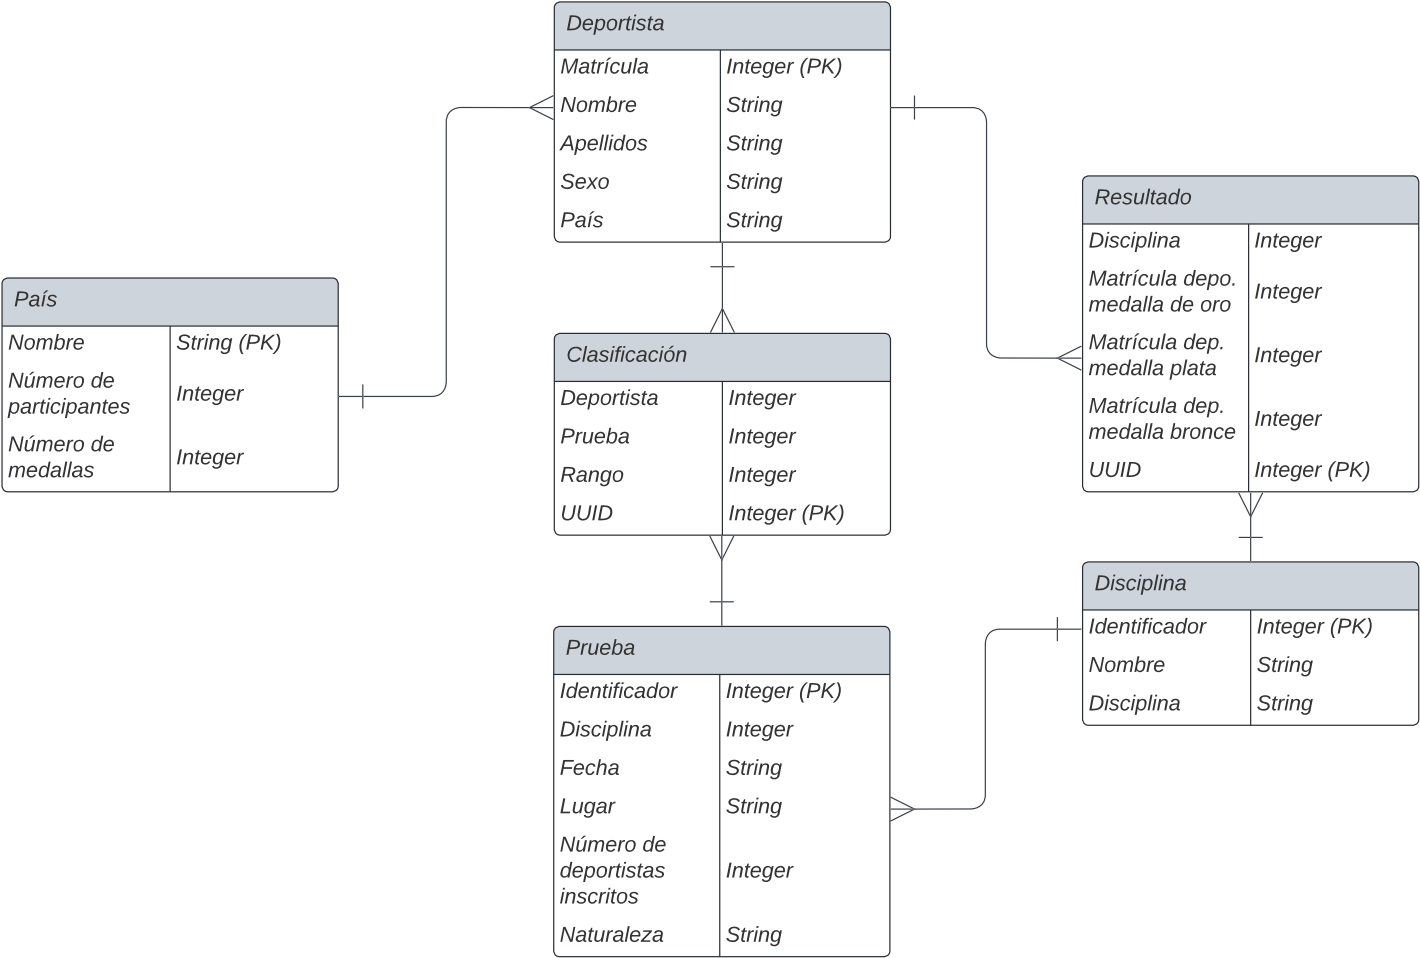 Deportista
Matrícula Integer (PK)
Nombre String
Apellidos String
Sexo String
País String
País
Nombre String (PK)
Número de
participantes
Integer
Número de
medallas
Integer
Clasificación
Deportista Integer
Prueba Integer
Rango Integer
UUID Integer (PK)
Resultado
Disciplina Integer
Matrícula depo.
medalla de oro
Integer
Matrícula dep.
medalla plata
Integer
Matrícula dep.
medalla bronce
Integer
UUID Integer (PK)
Disciplina
Identificador Integer (PK)
Nombre String
Disciplina String
Prueba
Identificador Integer (PK)
Disciplina Integer
Fecha String
Lugar String
Número de
deportistas
inscritos
Integer
Naturaleza String